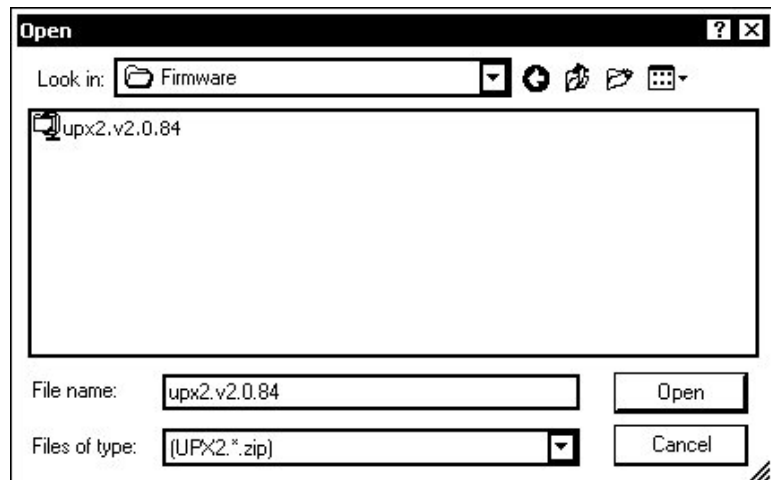 Open
Look in: Firmware
upx2.v2.0.84
File name: upx2.v2.0.84 Open
Files of type: (UPX2.*.zip) Cancel